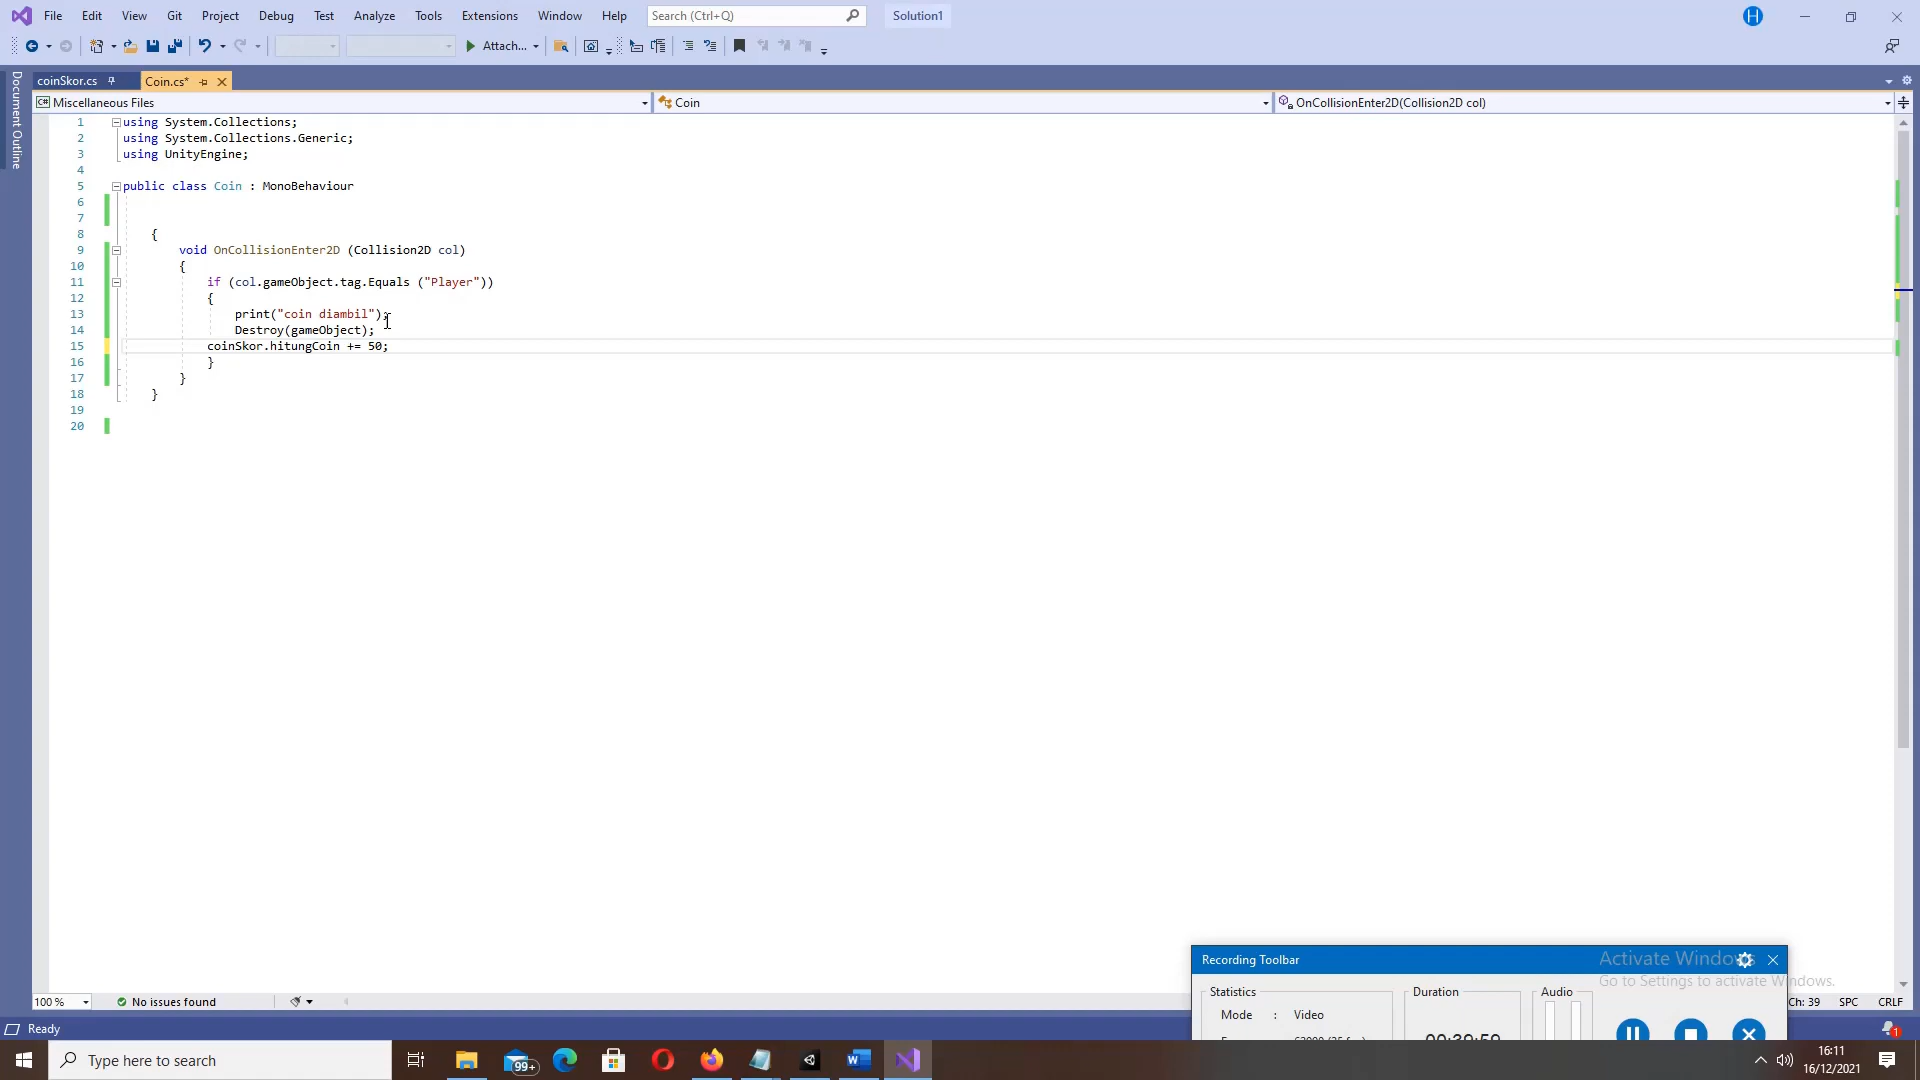 File Edit View Git Project Debug Test Analyze Tools Extensions Window Help Search (Ctrl+Q) Solution1 H
Attach...
coinSkor.cs Coin.cs*
Document Outline
C# Miscellaneous Files Coin OnCollisionEnter2D(Collision2D col)
1 using System.Collections;
2 using System.Collections.Generic;
3 using UnityEngine;
4
5 public class Coin : MonoBehaviour
6
7
8 {
9 void OnCollisionEnter2D (Collision2D col)
10 {
11 if (col.gameObject.tag.Equals ("Player"))
12 {
13 print("coin diambil");
14 Destroy(gameObject);
15 coinSkor.hitungCoin += 50;
16 }
17 }
18 }
19
20
Recording Toolbar
Activate Windows
Go to Settings to activate Windows.
Statistics Duration Audio
Mode : Video
100 % No issues found Ch: 39 SPC CRLF
Ready 1
Type here to search 99+ 16:11
16/12/2021